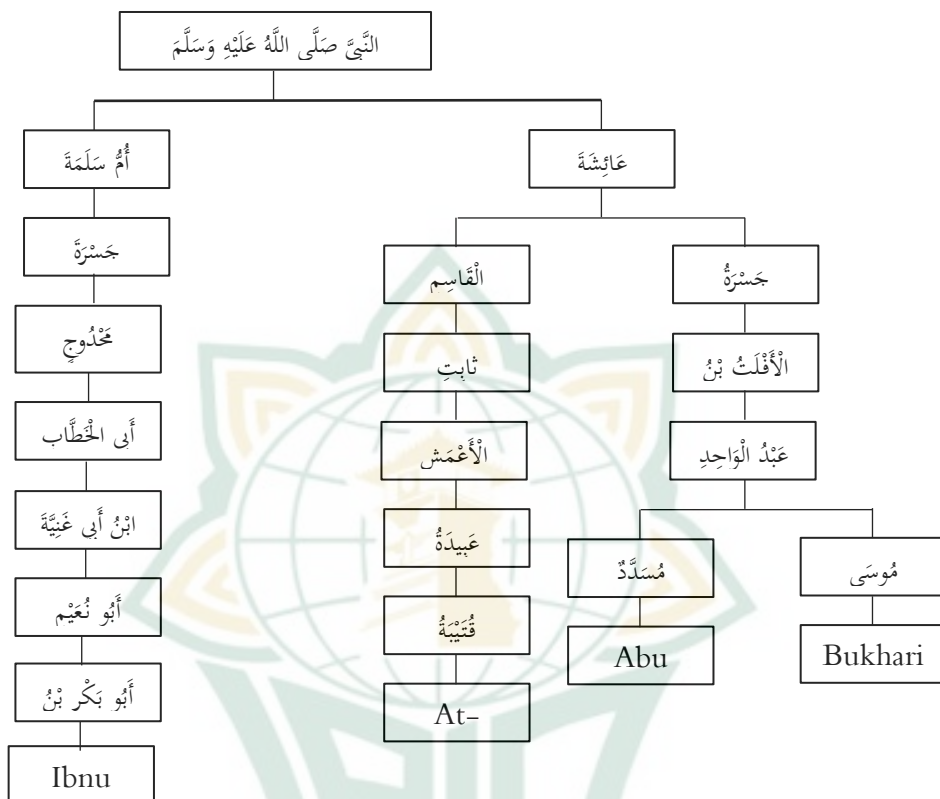 النَّبِيَّ صَلَّى اللَّهُ عَلَيْهِ وَسَلَّمَ
أُمُّ سَلَمَةَ
عَائِشَةَ
جَسْرَةَ
الْقَاسِم
جَسْرَةُ
مَحْدُوجٍ
ثابِتِ
الْأَفْلَتُ بْنُ
أَبِى الخَطَّاب
الْأَعْمَش
عَبْدُ الْوَاحِدِ
ابْنُ أَبِى غَنِيَّةَ
عَبِيدَةُ
مُسَدَّدٌ
مُوسَى
أَبُو نُعَيْم
قُتَيْبَةُ
Abu
Bukhari
أَبُو بَكْر بْنُ
At-
Ibnu